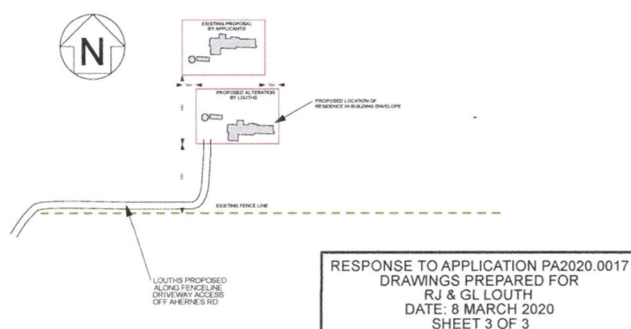 N
EXISTING PROPOSAL
BY APPLICANTS
PROPOSED ALTERATION
BY LOUTHS
PROPOSED LOCATION OF
RESIDENCE IN BUILDING ENVELOPE
EXISTING FENCE LINE
LOUTHS PROPOSED
ALONG FENCELINE
DRIVEWAY ACCESS
OFF AHERNES RD
RESPONSE TO APPLICATION PA2020.0017
DRAWINGS PREPARED FOR
RJ & GL LOUTH
DATE: 8 MARCH 2020
SHEET 3 OF 3